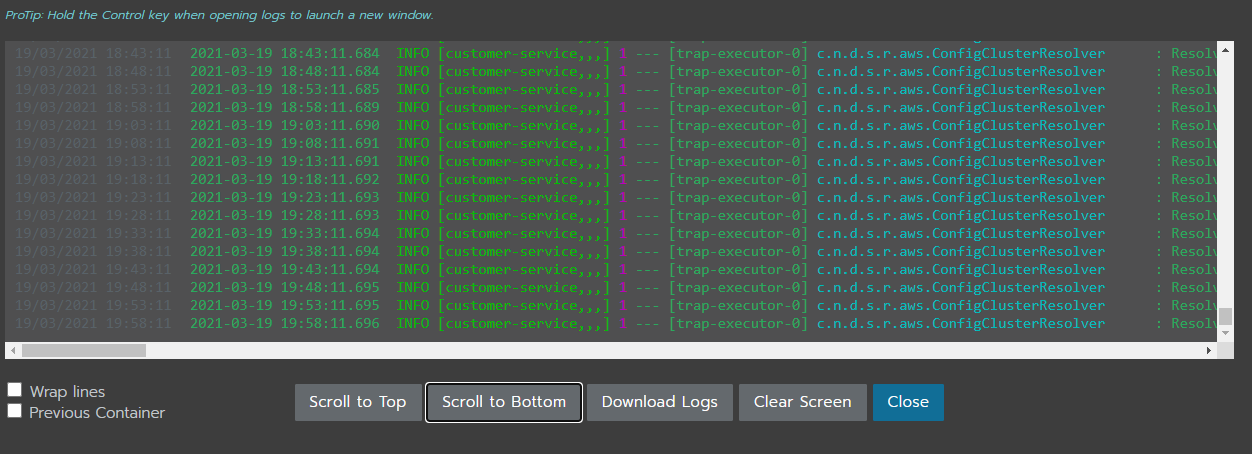 ProTip: Hold the Control key when opening logs to launch a new window.
19/03/2021 18:43:11 2021-03-19 18:43:11.684 INFO [customer-service,,,] 1 --- [trap-executor-0] c.n.d.s.r.aws.ConfigClusterResolver : Resolv
19/03/2021 18:48:11 2021-03-19 18:48:11.684 INFO [customer-service,,,] 1 --- [trap-executor-0] c.n.d.s.r.aws.ConfigClusterResolver : Resolv
19/03/2021 18:53:11 2021-03-19 18:53:11.685 INFO [customer-service,,,] 1 --- [trap-executor-0] c.n.d.s.r.aws.ConfigClusterResolver : Resolv
19/03/2021 18:58:11 2021-03-19 18:58:11.689 INFO [customer-service,,,] 1 --- [trap-executor-0] c.n.d.s.r.aws.ConfigClusterResolver : Resolv
19/03/2021 19:03:11 2021-03-19 19:03:11.690 INFO [customer-service,,,] 1 --- [trap-executor-0] c.n.d.s.r.aws.ConfigClusterResolver : Resolv
19/03/2021 19:08:11 2021-03-19 19:08:11.691 INFO [customer-service,,,] 1 --- [trap-executor-0] c.n.d.s.r.aws.ConfigClusterResolver : Resolv
19/03/2021 19:13:11 2021-03-19 19:13:11.691 INFO [customer-service,,,] 1 --- [trap-executor-0] c.n.d.s.r.aws.ConfigClusterResolver : Resolv
19/03/2021 19:18:11 2021-03-19 19:18:11.692 INFO [customer-service,,,] 1 --- [trap-executor-0] c.n.d.s.r.aws.ConfigClusterResolver : Resolv
19/03/2021 19:23:11 2021-03-19 19:23:11.693 INFO [customer-service,,,] 1 --- [trap-executor-0] c.n.d.s.r.aws.ConfigClusterResolver : Resolv
19/03/2021 19:28:11 2021-03-19 19:28:11.693 INFO [customer-service,,,] 1 --- [trap-executor-0] c.n.d.s.r.aws.ConfigClusterResolver : Resolv
19/03/2021 19:33:11 2021-03-19 19:33:11.694 INFO [customer-service,,,] 1 --- [trap-executor-0] c.n.d.s.r.aws.ConfigClusterResolver : Resolv
19/03/2021 19:38:11 2021-03-19 19:38:11.694 INFO [customer-service,,,] 1 --- [trap-executor-0] c.n.d.s.r.aws.ConfigClusterResolver : Resolv
19/03/2021 19:43:11 2021-03-19 19:43:11.694 INFO [customer-service,,,] 1 --- [trap-executor-0] c.n.d.s.r.aws.ConfigClusterResolver : Resolv
19/03/2021 19:48:11 2021-03-19 19:48:11.695 INFO [customer-service,,,] 1 --- [trap-executor-0] c.n.d.s.r.aws.ConfigClusterResolver : Resolv
19/03/2021 19:53:11 2021-03-19 19:53:11.695 INFO [customer-service,,,] 1 --- [trap-executor-0] c.n.d.s.r.aws.ConfigClusterResolver : Resolv
19/03/2021 19:58:11 2021-03-19 19:58:11.696 INFO [customer-service,,,] 1 --- [trap-executor-0] c.n.d.s.r.aws.ConfigClusterResolver : Resolv
Wrap lines
Previous Container
Scroll to Top Scroll to Bottom Download Logs Clear Screen Close